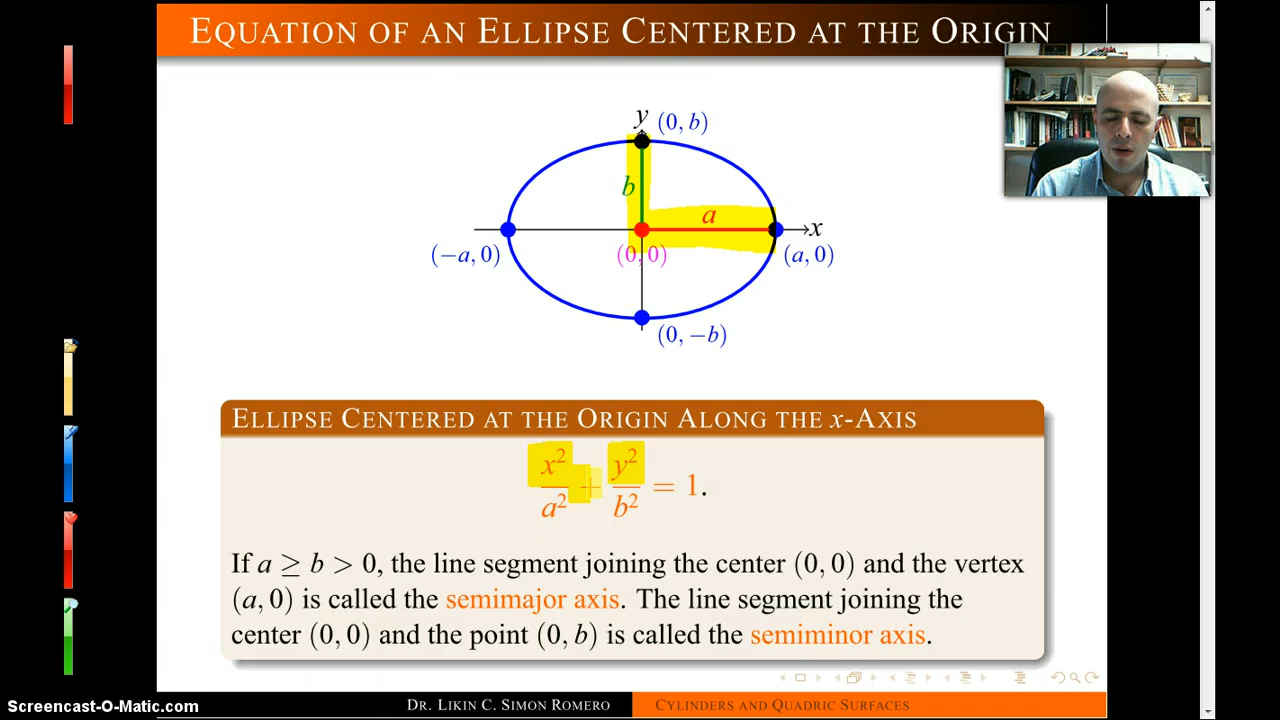 EQUATION OF AN ELLIPSE CENTERED AT THE ORIGIN
y
(0, b)
b
a
x
(−a, 0)
(0, 0)
(a, 0)
(0, −b)
ELLIPSE CENTERED AT THE ORIGIN ALONG THE x-AXIS
x²/a² + y²/b² = 1.
If a ≥ b > 0, the line segment joining the center (0, 0) and the vertex
(a, 0) is called the semimajor axis. The line segment joining the
center (0, 0) and the point (0, b) is called the semiminor axis.
Screencast-O-Matic.com
DR. LIKIN C. SIMON ROMERO
CYLINDERS AND QUADRIC SURFACES